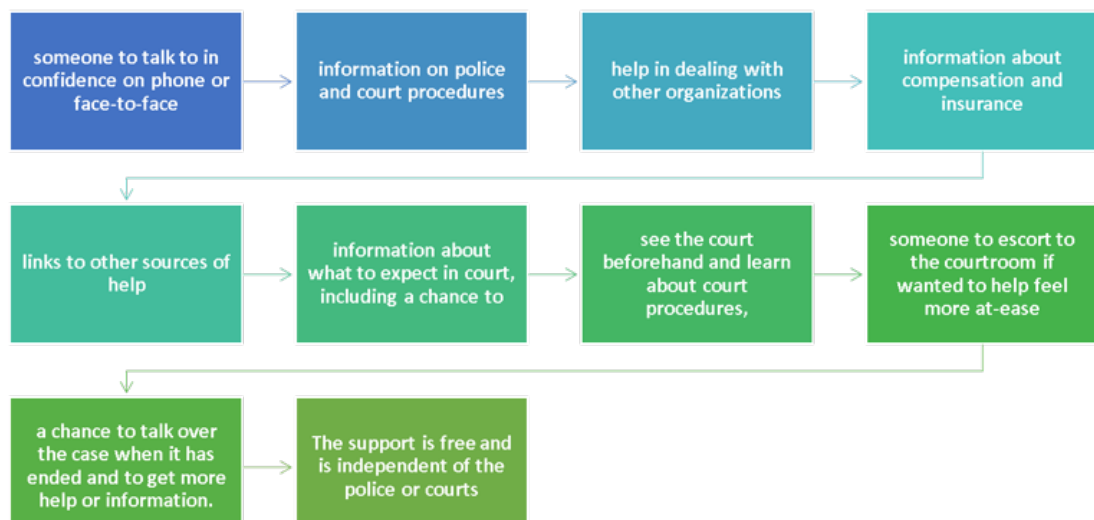 someone to talk to in
confidence on phone or
face-to-face
information on police
and court procedures
help in dealing with
other organizations
information about
compensation and
insurance
links to other sources of
help
information about
what to expect in court,
including a chance to
see the court
beforehand and learn
about court
procedures,
someone to escort to
the courtroom if
wanted to help feel
more at-ease
a chance to talk over
the case when it has
ended and to get more
help or information.
The support is free and
is independent of the
police or courts